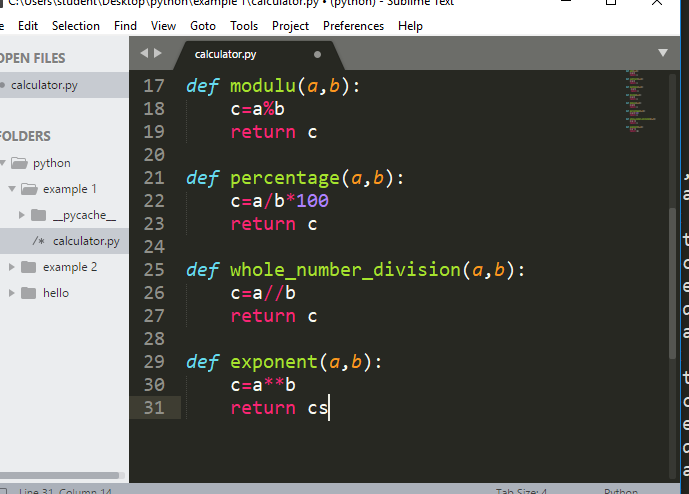 C:\Users\student\Desktop\python\example 1\calculator.py • (python) - Sublime Text
Edit Selection Find View Goto Tools Project Preferences Help
OPEN FILES
calculator.py
calculator.py
FOLDERS
python
example 1
__pycache__
/* calculator.py
example 2
hello
17 def modulu(a,b):
18 c=a%b
19 return c
20
21 def percentage(a,b):
22 c=a/b*100
23 return c
24
25 def whole_number_division(a,b):
26 c=a//b
27 return c
28
29 def exponent(a,b):
30 c=a**b
31 return cs
Line 31, Column 14
Tab Size: 4
Python